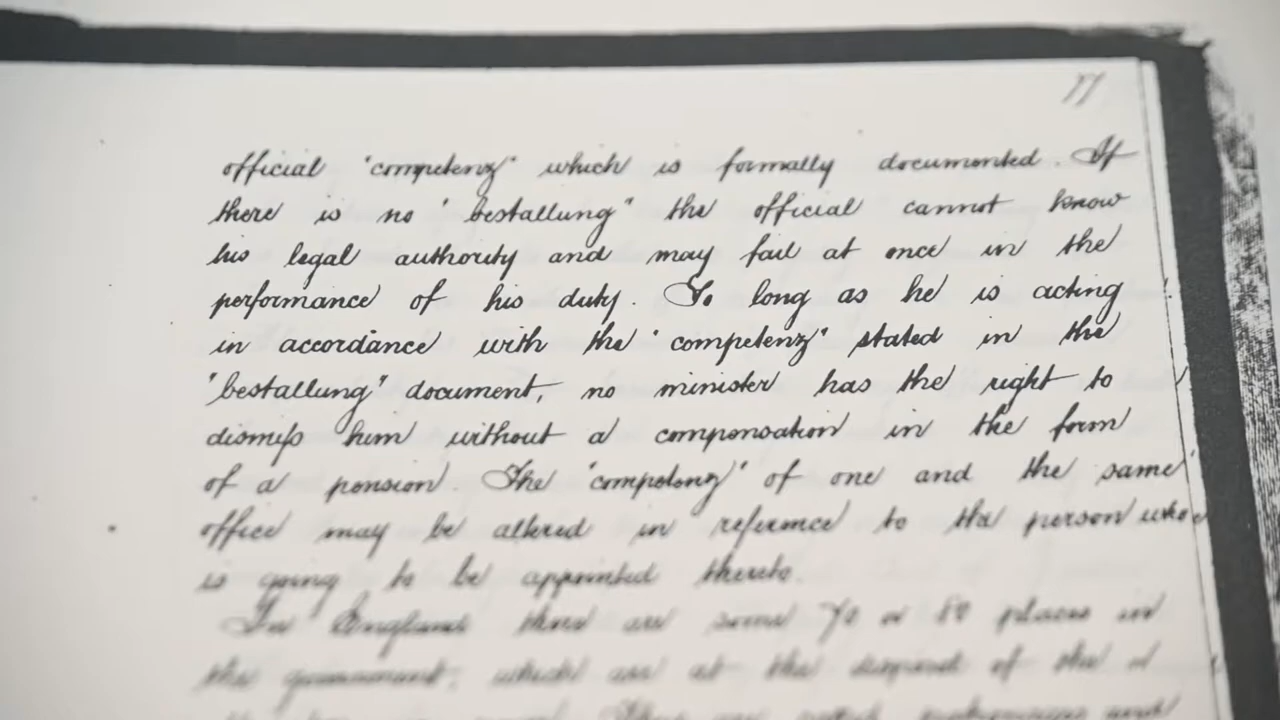 77
official "competenz" which is formally documented. If
there is no "bestallung" the official cannot know
his legal authority and may fail at once in the
performance of his duty. So long as he is acting
in accordance with the "competenz" stated in the
"bestallung" document, no minister has the right to
dismiss him without a compensation in the form
of a pension. The "competenz" of one and the same
office may be altered in reference to the person who
is going to be appointed thereto.
In England there are some 70 or 80 places in
the government, which are at the disposal of the